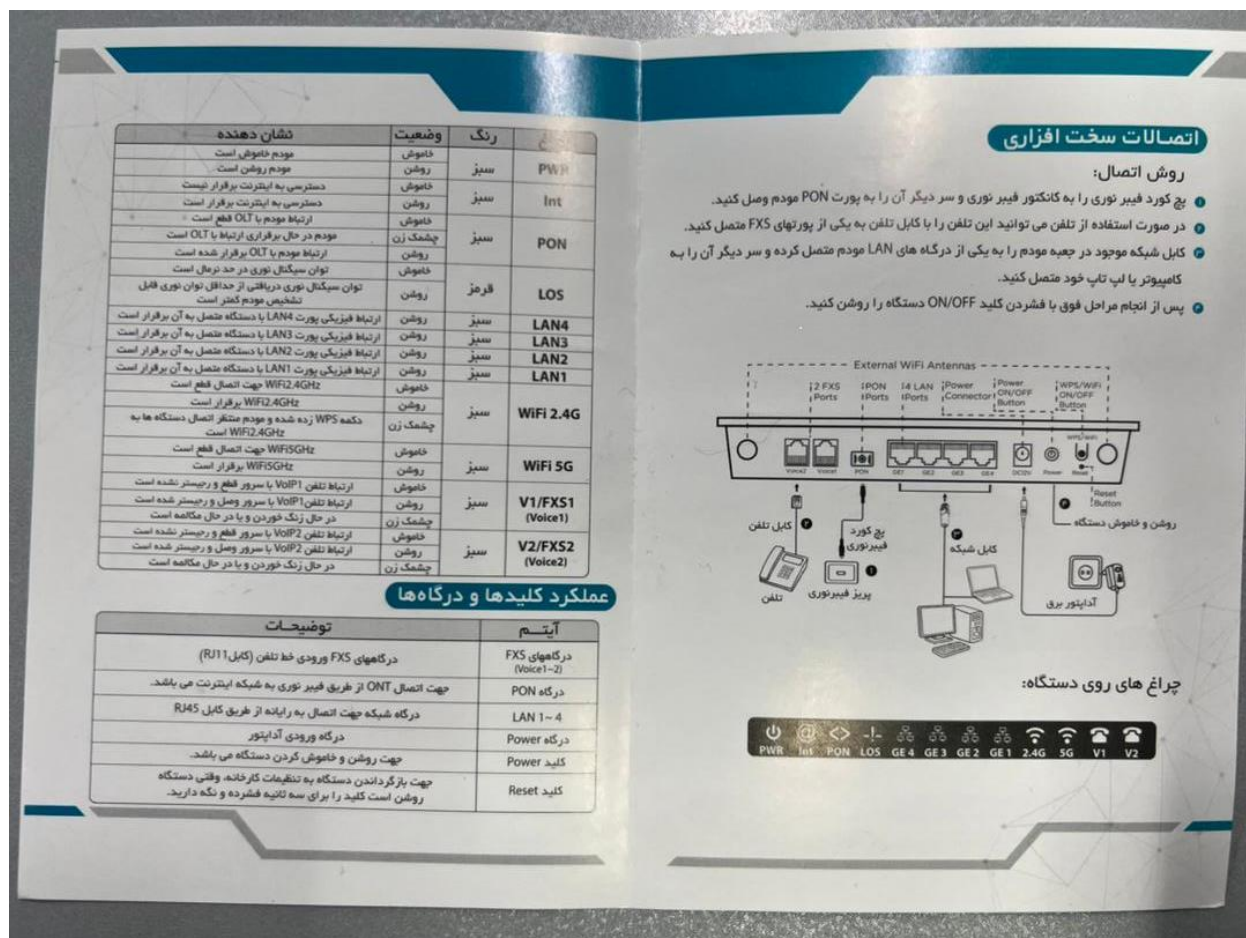 اتصالات سخت افزاری
روش اتصال:
۱ پچ کورد فیبر نوری را به کانکتور فیبر نوری و سر دیگر آن را به پورت PON مودم وصل کنید.
۲ در صورت استفاده از تلفن می توانید این تلفن را با کابل تلفن به یکی از پورتهای FXS متصل کنید.
۳ کابل شبکه موجود در جعبه مودم را به یکی از درگاه های LAN مودم متصل کرده و سر دیگر آن را به
کامپیوتر یا لپ تاپ خود متصل کنید.
۴ پس از انجام مراحل فوق با فشردن کلید ON/OFF دستگاه را روشن کنید.
External WiFi Antennas
2 FXS Ports
PON Ports
4 LAN Ports
Power Connector
Power ON/OFF Button
WPS/WiFi ON/OFF Button
WPS/WiFi
Voice2 Voice1 PON GE1 GE2 GE3 GE4 DC12V Power Reset
Reset Button
روشن و خاموش دستگاه
کابل تلفن
پچ کورد
فیبرنوری
کابل شبکه
تلفن
پریز فیبرنوری
آداپتور برق
چراغ های روی دستگاه:
PWR Int PON LOS GE4 GE3 GE2 GE1 2.4G 5G V1 V2
رنگ وضعیت نشان دهنده
PWR سبز خاموش مودم خاموش است
روشن مودم روشن است
Int سبز خاموش دسترسی به اینترنت برقرار نیست
روشن دسترسی به اینترنت برقرار است
PON سبز خاموش ارتباط مودم با OLT قطع است
چشمک زن مودم در حال برقراری ارتباط با OLT است
روشن ارتباط مودم با OLT برقرار شده است
LOS قرمز خاموش توان سیگنال نوری در حد نرمال است
روشن توان سیگنال نوری دریافتی از حداقل توان نوری قابل
تشخیص مودم کمتر است
LAN4 سبز روشن ارتباط فیزیکی پورت LAN4 با دستگاه متصل به آن برقرار است
LAN3 سبز روشن ارتباط فیزیکی پورت LAN3 با دستگاه متصل به آن برقرار است
LAN2 سبز روشن ارتباط فیزیکی پورت LAN2 با دستگاه متصل به آن برقرار است
LAN1 سبز روشن ارتباط فیزیکی پورت LAN1 با دستگاه متصل به آن برقرار است
WiFi 2.4G سبز خاموش WiFi2.4GHz جهت اتصال قطع است
روشن WiFi2.4GHz برقرار است
چشمک زن دکمه WPS زده شده و مودم منتظر اتصال دستگاه ها به
WiFi2.4GHz است
WiFi 5G سبز خاموش WiFi5GHz جهت اتصال قطع است
روشن WiFi5GHz برقرار است
V1/FXS1 (Voice1) سبز خاموش ارتباط تلفن VoIP1 با سرور قطع و رجیستر نشده است
روشن ارتباط تلفن VoIP1 با سرور وصل و رجیستر شده است
چشمک زن در حال زنگ خوردن و یا در حال مکالمه است
V2/FXS2 (Voice2) سبز خاموش ارتباط تلفن VoIP2 با سرور قطع و رجیستر نشده است
روشن ارتباط تلفن VoIP2 با سرور وصل و رجیستر شده است
چشمک زن در حال زنگ خوردن و یا در حال مکالمه است
عملکرد کلیدها و درگاه‌ها
آیتـــم توضیحــات
درگاههای FXS (Voice1~2) درگاههای FXS ورودی خط تلفن (کابل RJ11)
درگاه PON جهت اتصال ONT از طریق فیبر نوری به شبکه اینترنت می باشد.
LAN 1~ 4 درگاه شبکه جهت اتصال به رایانه از طریق کابل RJ45
درگاه Power درگاه ورودی آداپتور
کلید Power جهت روشن و خاموش کردن دستگاه می باشد.
کلید Reset جهت بازگرداندن دستگاه به تنظیمات کارخانه، وقتی دستگاه
روشن است کلید را برای سه ثانیه فشرده و نگه دارید.